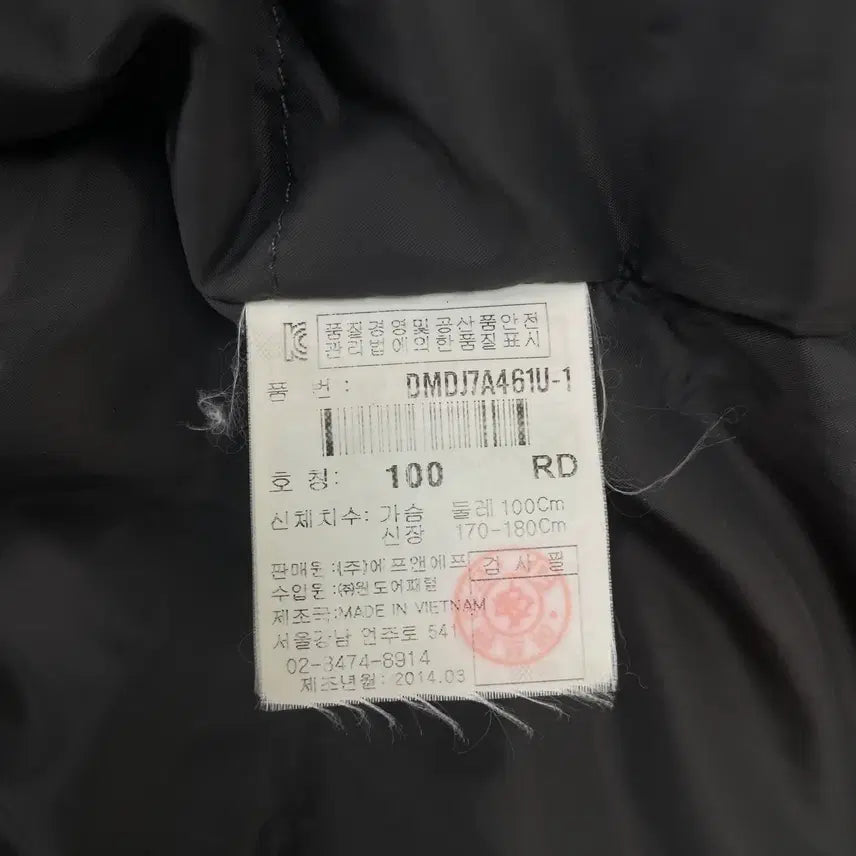 품질경영및공산품안전
관리법에의한품질표시
품 번 : DMDJ7A461U-1
호 칭: 100 RD
신체치수: 가슴 둘레 100Cm
신장 170-180Cm
판매원 :(주)에프앤에프 검 사 필
수입원 :(쥬)원도어패럴
제조국:MADE IN VIETNAM
서울강남 언주로 541
02-3474-8914
제조년월: 2014.03